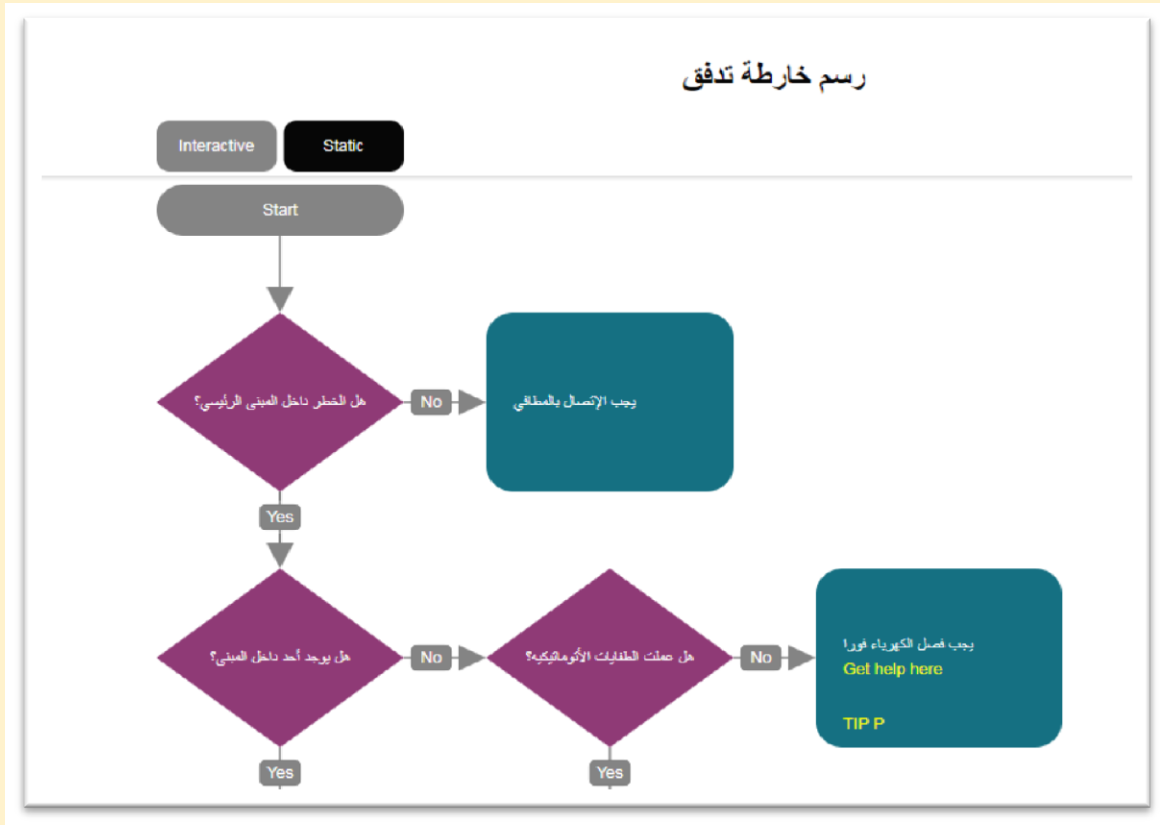 رسم خارطة تدفق
Interactive
Static
Start
هل الخطر داخل المبنى الرئيسي؟
No
يجب الإتصال بالمطافي
Yes
هل يوجد أحد داخل المبنى؟
No
هل عملت الطفايات الأتوماتيكيه؟
No
يجب فصل الكهرباء فورا
Get help here
TIP P
Yes
Yes